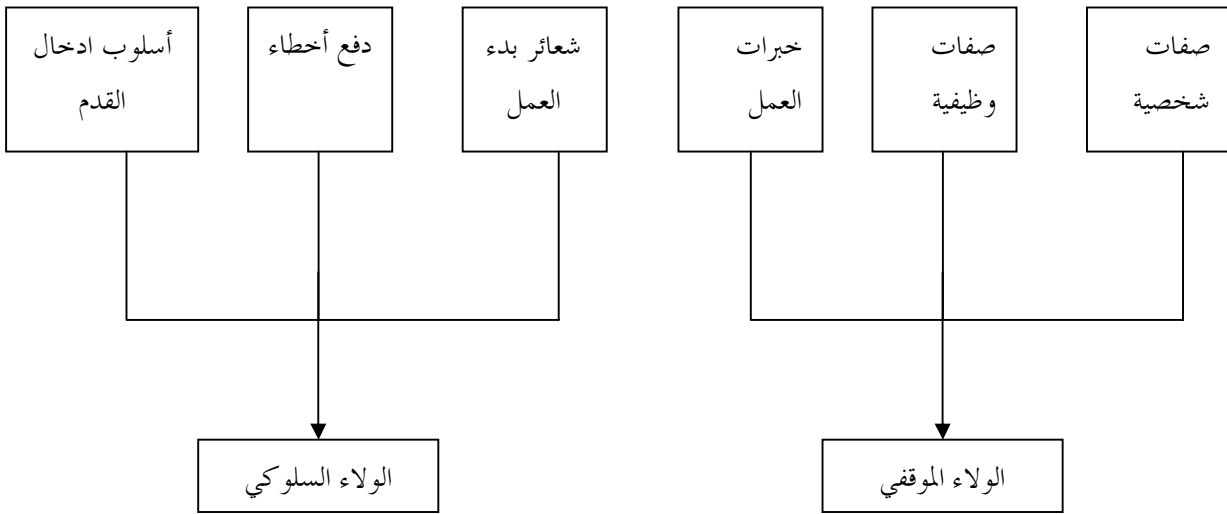 صفات
شخصية
صفات
وظيفية
خبرات
العمل
شعائر بدء
العمل
دفع أخطاء
أسلوب ادخال
القدم
الولاء الموقفي
الولاء السلوكي